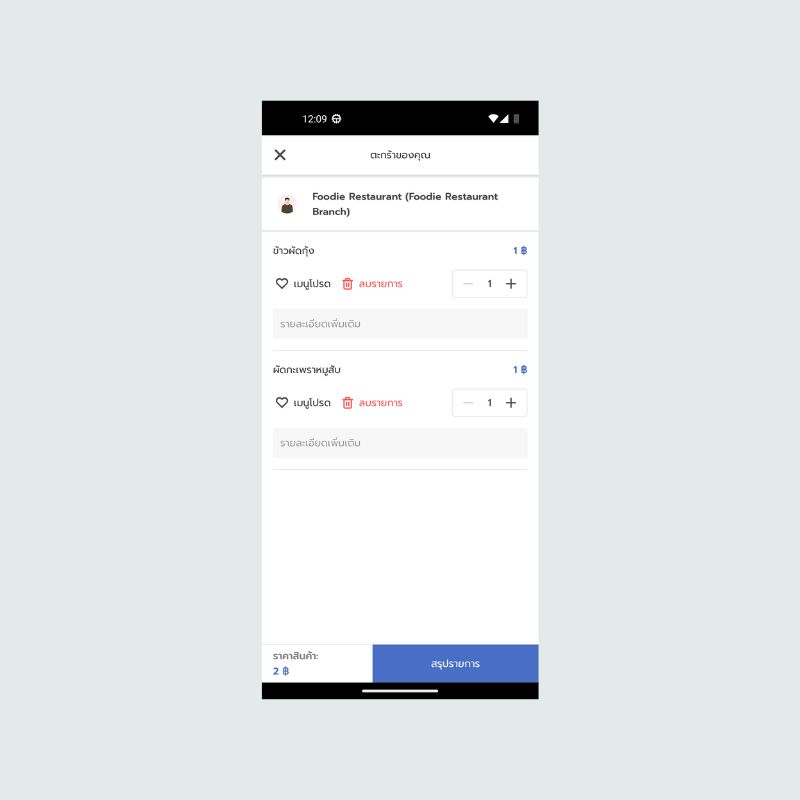 12:09
ตะกร้าของคุณ
Foodie Restaurant (Foodie Restaurant
Branch)
ข้าวผัดกุ้ง 1 ฿
เมนูโปรด ลบรายการ 1
รายละเอียดเพิ่มเติม
ผัดกะเพราหมูสับ 1 ฿
เมนูโปรด ลบรายการ 1
รายละเอียดเพิ่มเติม
ราคาสินค้า:
2 ฿
สรุปรายการ